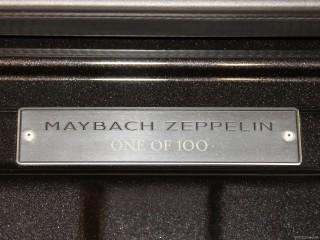 MAYBACH ZEPPELIN
ONE OF 100